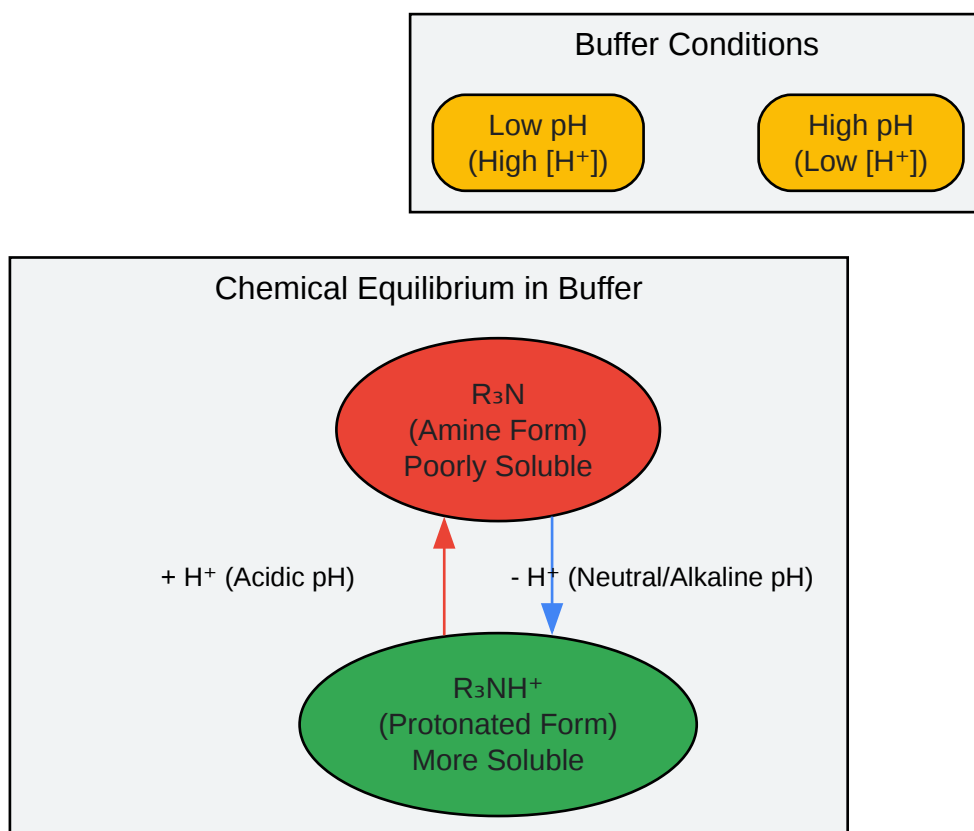 Buffer Conditions
Low pH
(High [H⁺])
High pH
(Low [H⁺])
Chemical Equilibrium in Buffer
R₃N
(Amine Form)
Poorly Soluble
+ H⁺ (Acidic pH)
- H⁺ (Neutral/Alkaline pH)
R₃NH⁺
(Protonated Form)
More Soluble